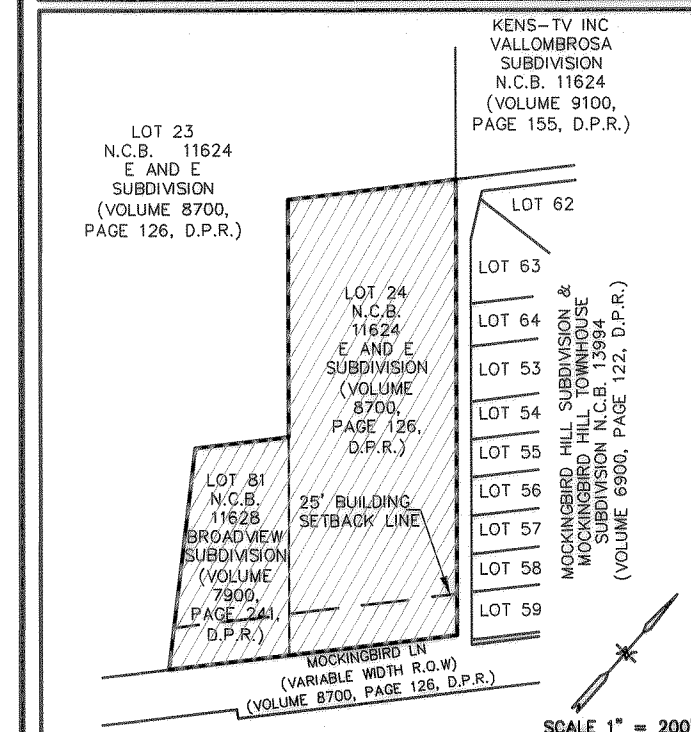 KENS-TV INC
VALLOMBROSA
SUBDIVISION
N.C.B. 11624
(VOLUME 9100,
PAGE 155, D.P.R.)
LOT 23
N.C.B. 11624
E AND E
SUBDIVISION
(VOLUME 8700,
PAGE 126, D.P.R.)
LOT 62
LOT 63
LOT 64
LOT 53
LOT 54
LOT 55
LOT 56
LOT 57
LOT 58
LOT 59
MOCKINGBIRD HILL SUBDIVISION &
MOCKINGBIRD HILL TOWNHOUSE
SUBDIVISION N.C.B. 13994
(VOLUME 6900, PAGE 122, D.P.R.)
LOT 24
N.C.B.
11624
E AND E
SUBDIVISION
(VOLUME
8700,
PAGE 126,
D.P.R.)
LOT 81
N.C.B.
11628
BROADVIEW
SUBDIVISION
(VOLUME
7900,
PAGE 241,
D.P.R.)
25' BUILDING
SETBACK LINE
MOCKINGBIRD LN
(VARIABLE WIDTH R.O.W)
(VOLUME 8700, PAGE 126, D.P.R.)
SCALE 1" = 200'